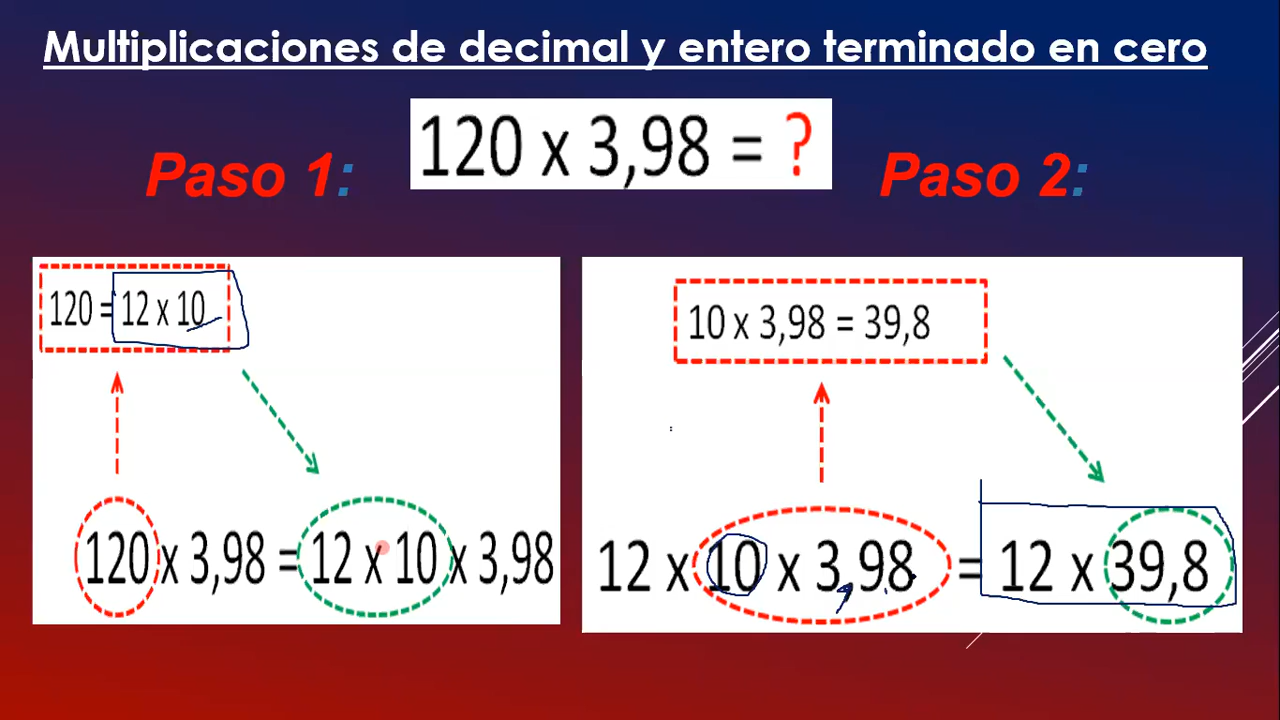 Multiplicaciones de decimal y entero terminado en cero
120 x 3,98 = ?
Paso 1:
Paso 2:
120 = 12 x 10
120 x 3,98 = 12 x 10 x 3,98
10 x 3,98 = 39,8
12 x 10 x 3,98 = 12 x 39,8